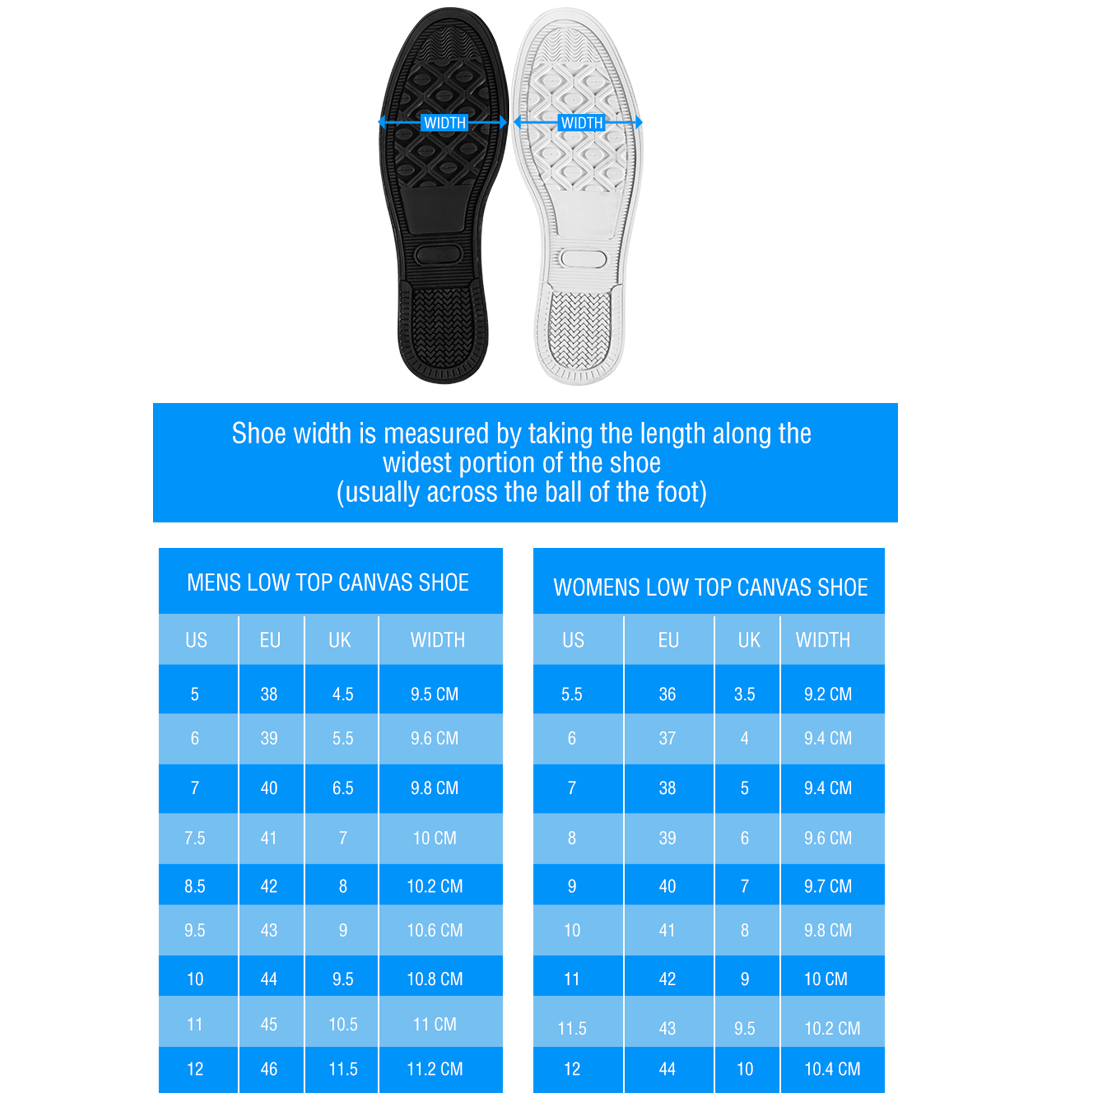 WIDTH WIDTH
Shoe width is measured by taking the length along the
widest portion of the shoe
(usually across the ball of the foot)
MENS LOW TOP CANVAS SHOE
US EU UK WIDTH
5 38 4.5 9.5 CM
6 39 5.5 9.6 CM
7 40 6.5 9.8 CM
7.5 41 7 10 CM
8.5 42 8 10.2 CM
9.5 43 9 10.6 CM
10 44 9.5 10.8 CM
11 45 10.5 11 CM
12 46 11.5 11.2 CM
WOMENS LOW TOP CANVAS SHOE
US EU UK WIDTH
5.5 36 3.5 9.2 CM
6 37 4 9.4 CM
7 38 5 9.4 CM
8 39 6 9.6 CM
9 40 7 9.7 CM
10 41 8 9.8 CM
11 42 9 10 CM
11.5 43 9.5 10.2 CM
12 44 10 10.4 CM